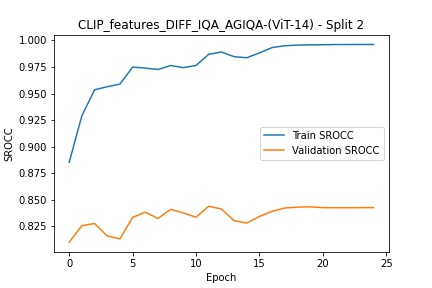 CLIP_features_DIFF_IQA_AGIQA-(ViT-14) - Split 2
1.000
0.975
0.950
0.925
0.900
0.875
0.850
0.825
SROCC
Train SROCC
Validation SROCC
0 5 10 15 20 25
Epoch